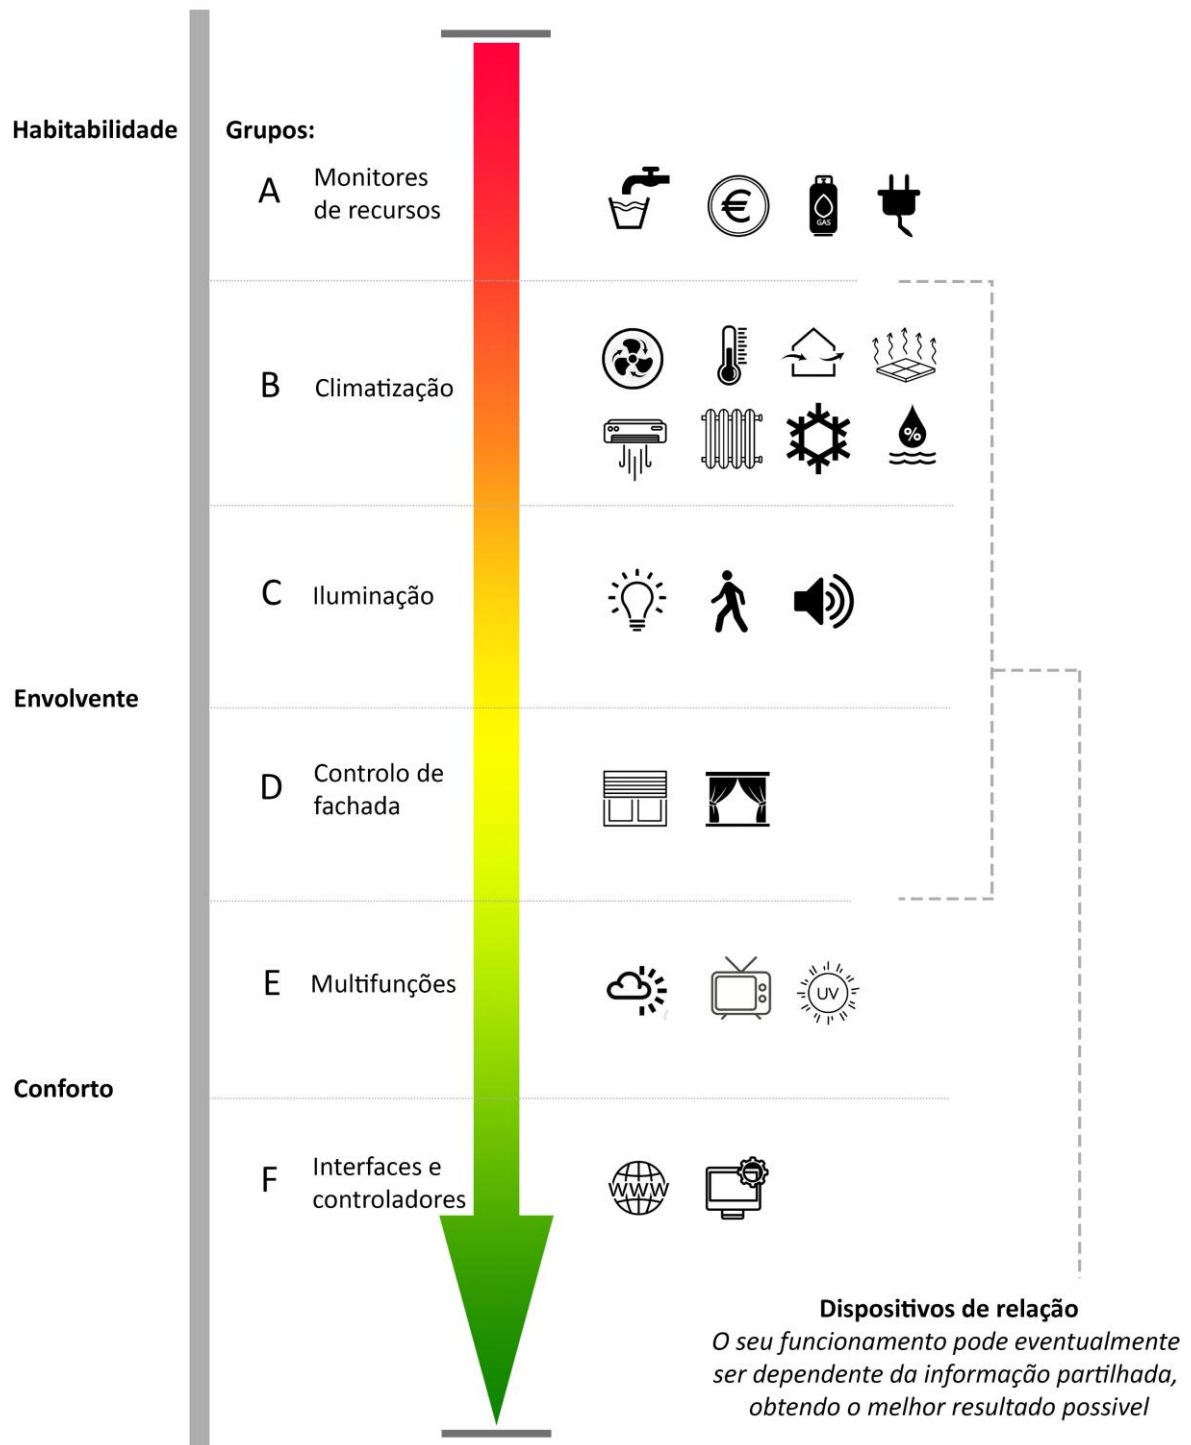 Habitabilidade
Grupos:
A
Monitores
de recursos
€
GAS
B
Climatização
%
C
Iluminação
Envolvente
D
Controlo de
fachada
E
Multifunções
UV
Conforto
F
Interfaces e
controladores
WWW
Dispositivos de relação
O seu funcionamento pode eventualmente
ser dependente da informação partilhada,
obtendo o melhor resultado possivel